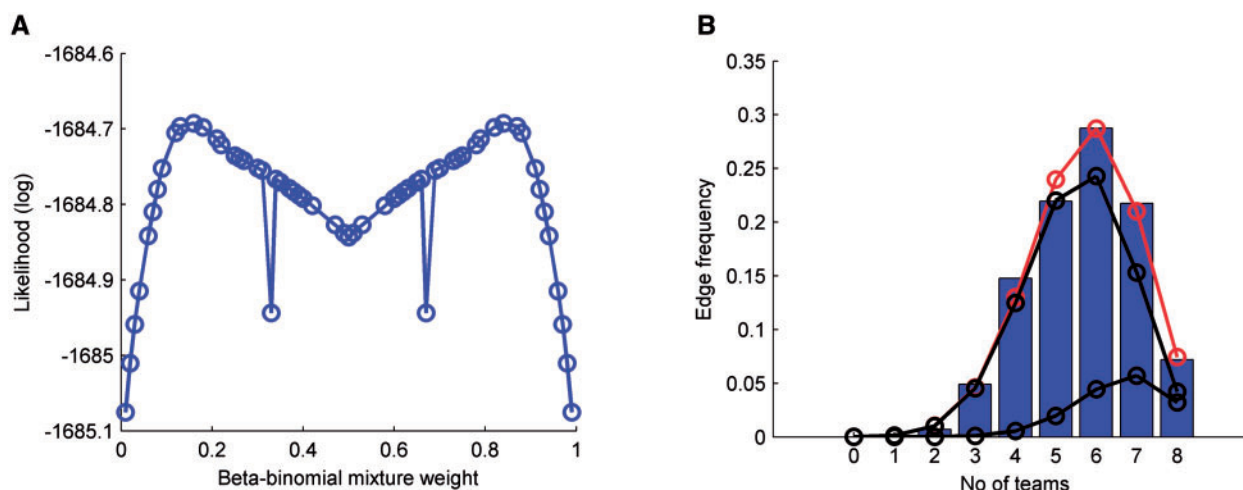 A
-1684.6
-1684.7
-1684.8
-1684.9
-1685
-1685.1
Likelihood (log)
0 0.2 0.4 0.6 0.8 1
Beta-binomial mixture weight
B
0.35
0.3
0.25
0.2
0.15
0.1
0.05
0
Edge frequency
0 1 2 3 4 5 6 7 8
No of teams